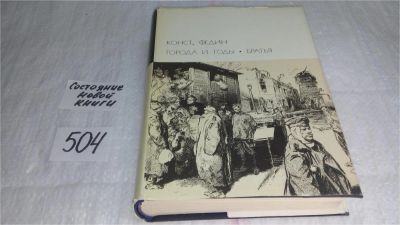 КОНСТ. ФЕДИН
ГОРОДА И ГОДЫ • БРАТЬЯ
Состояние
новой
книги
504